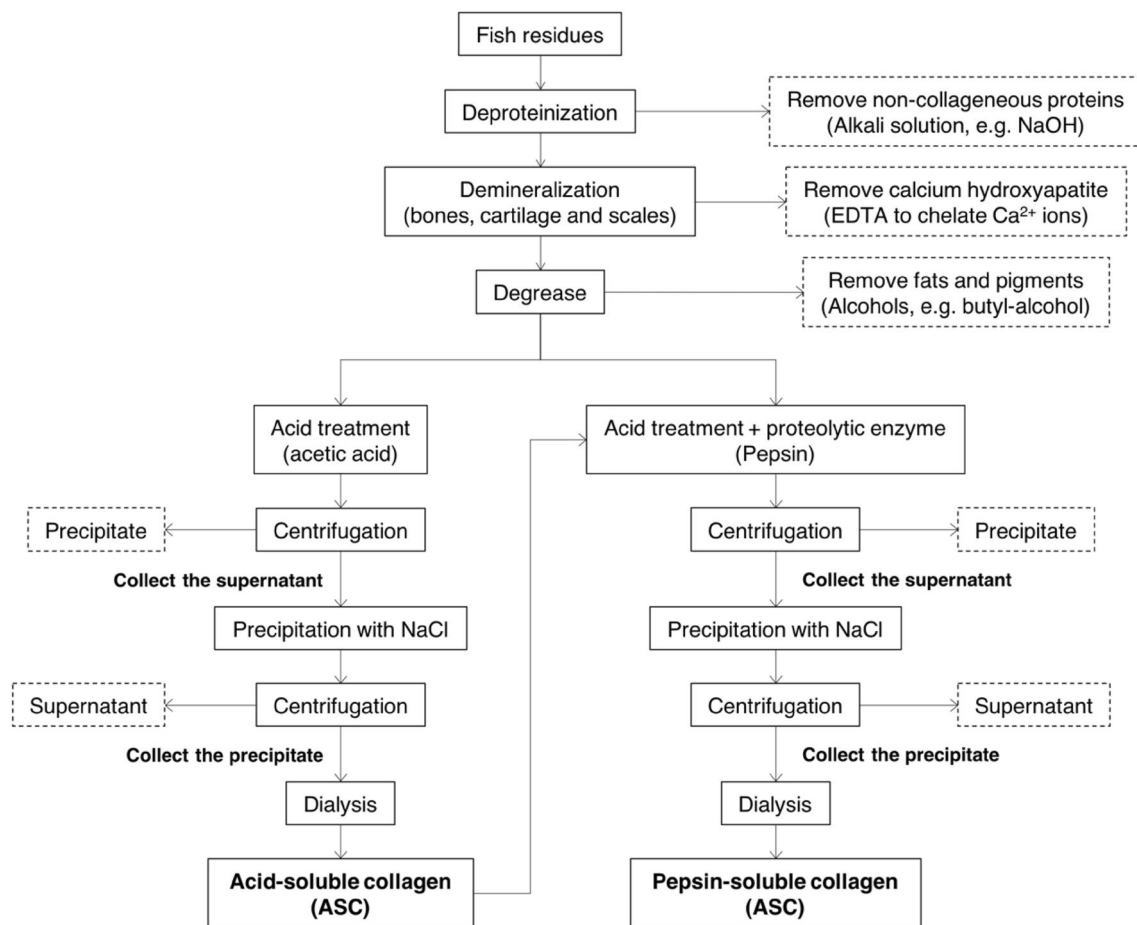 Fish residues
Deproteinization
Remove non-collageneous proteins
(Alkali solution, e.g. NaOH)
Demineralization
(bones, cartilage and scales)
Remove calcium hydroxyapatite
(EDTA to chelate Ca²⁺ ions)
Degrease
Remove fats and pigments
(Alcohols, e.g. butyl-alcohol)
Acid treatment
(acetic acid)
Precipitate
Centrifugation
Collect the supernatant
Precipitation with NaCl
Supernatant
Centrifugation
Collect the precipitate
Dialysis
Acid-soluble collagen
(ASC)
Acid treatment + proteolytic enzyme
(Pepsin)
Centrifugation
Precipitate
Collect the supernatant
Precipitation with NaCl
Centrifugation
Supernatant
Collect the precipitate
Dialysis
Pepsin-soluble collagen
(ASC)